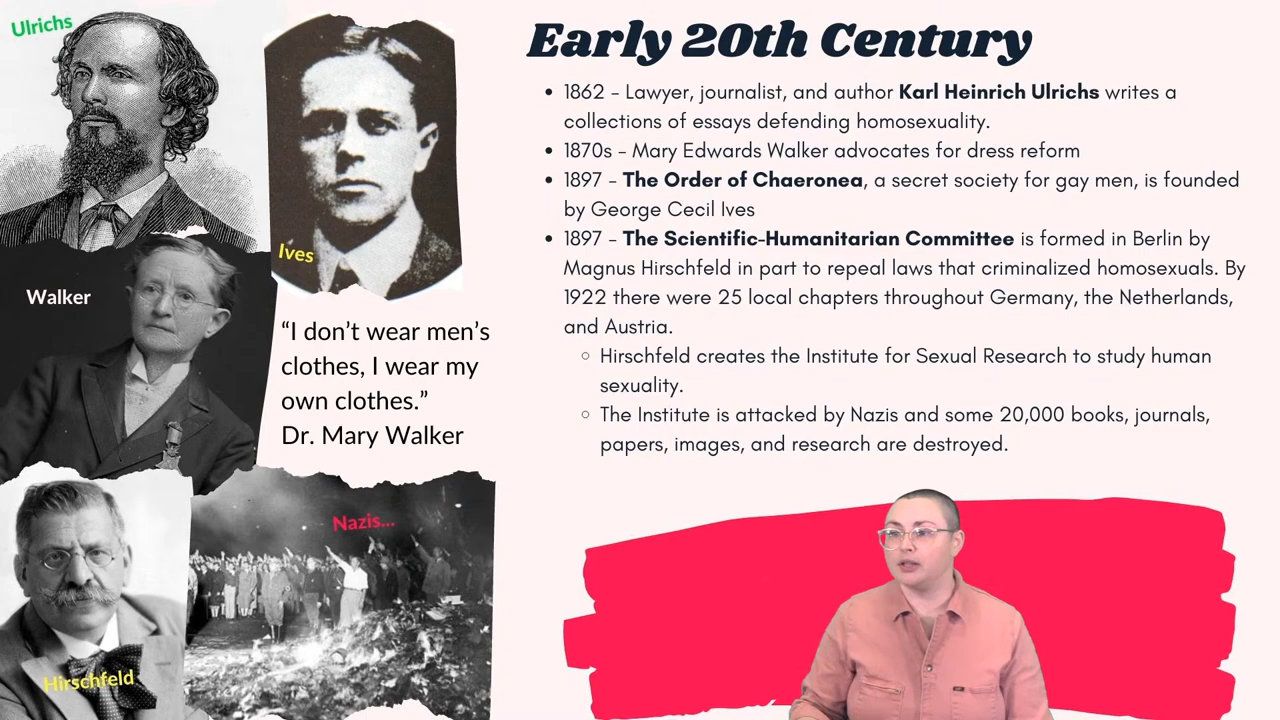 Ulrichs
Ives
Walker
“I don’t wear men’s
clothes, I wear my
own clothes.”
Dr. Mary Walker
Nazis...
Hirschfeld
Early 20th Century
• 1862 - Lawyer, journalist, and author Karl Heinrich Ulrichs writes a
collections of essays defending homosexuality.
• 1870s - Mary Edwards Walker advocates for dress reform
• 1897 - The Order of Chaeronea, a secret society for gay men, is founded
by George Cecil Ives
• 1897 - The Scientific-Humanitarian Committee is formed in Berlin by
Magnus Hirschfeld in part to repeal laws that criminalized homosexuals. By
1922 there were 25 local chapters throughout Germany, the Netherlands,
and Austria.
○ Hirschfeld creates the Institute for Sexual Research to study human
sexuality.
○ The Institute is attacked by Nazis and some 20,000 books, journals,
papers, images, and research are destroyed.